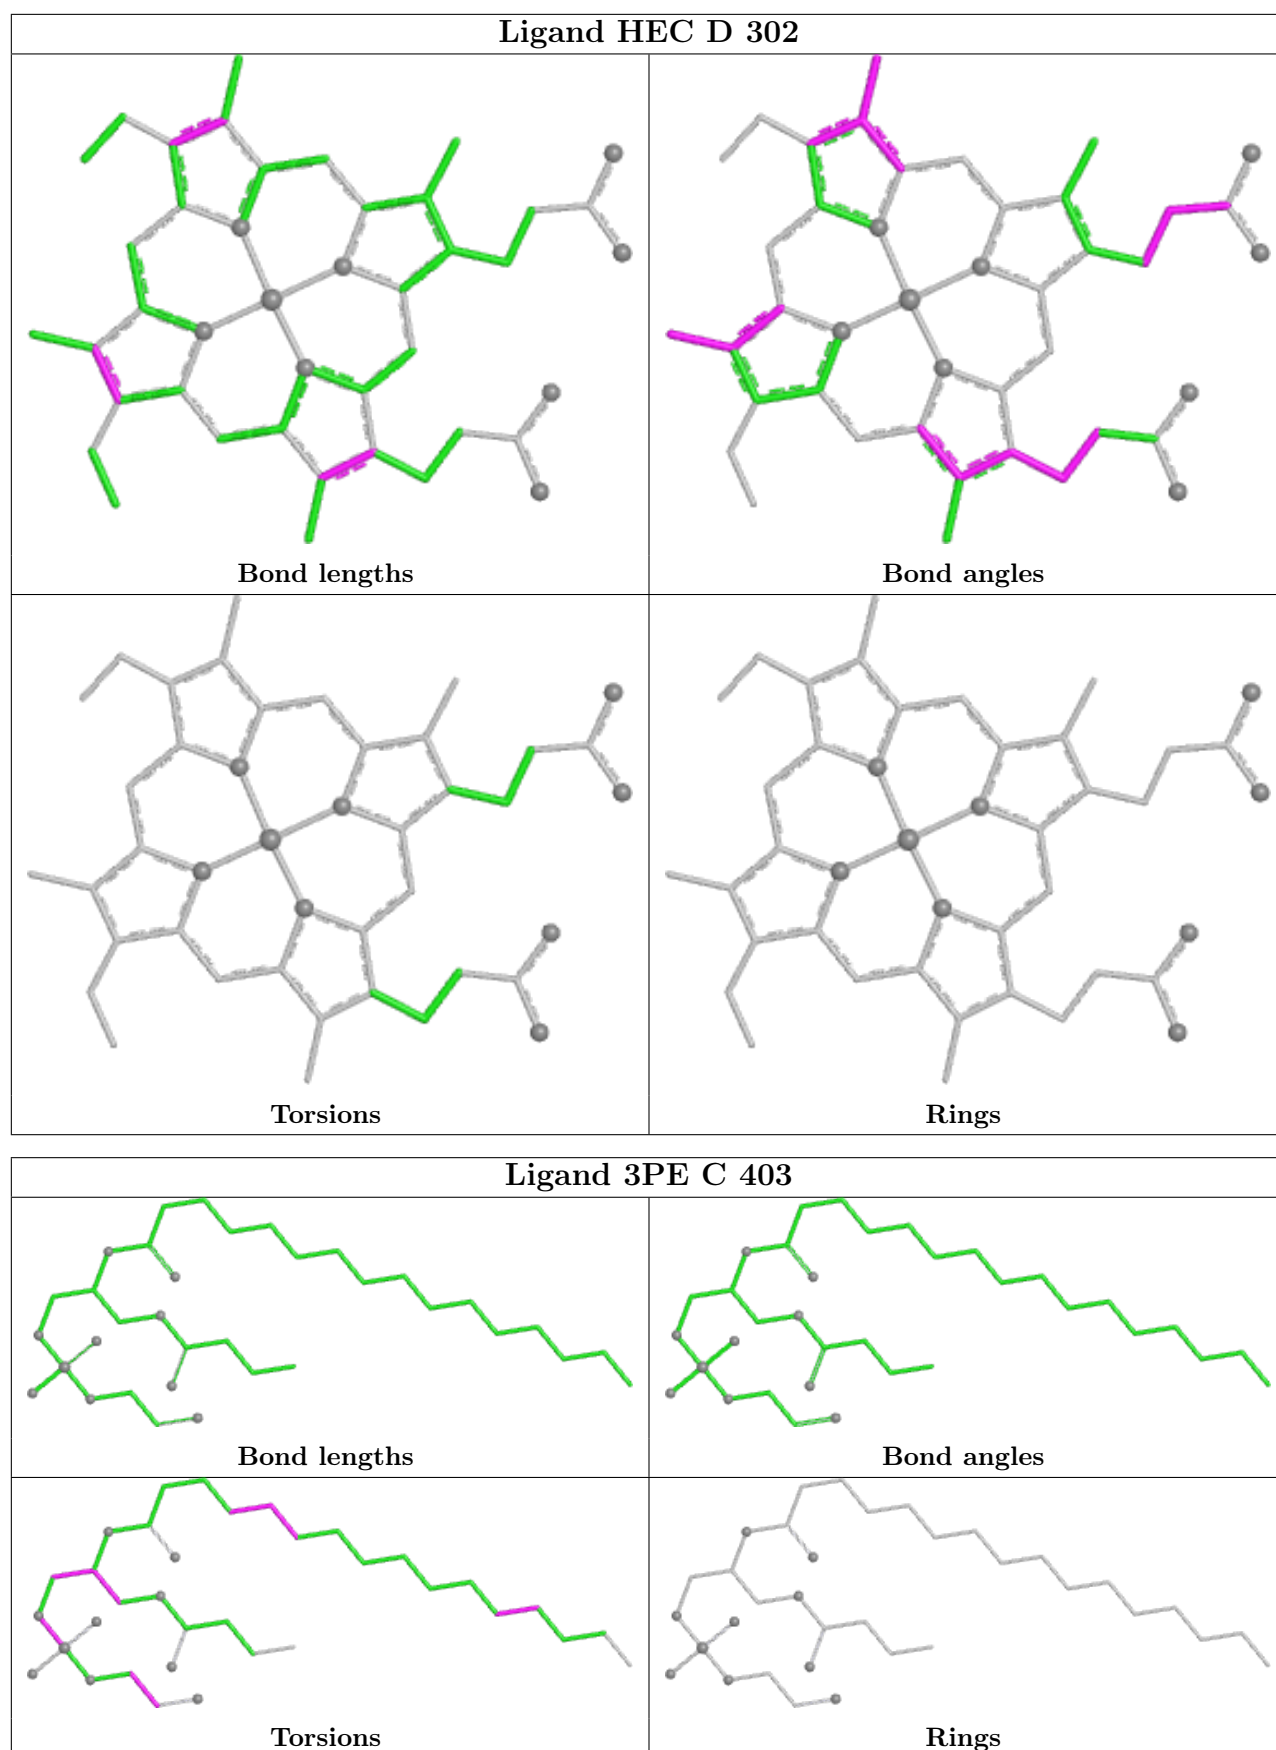 Ligand HEC D 302
Bond lengths
Bond angles
Torsions
Rings
Ligand 3PE C 403
Bond lengths
Bond angles
Torsions
Rings